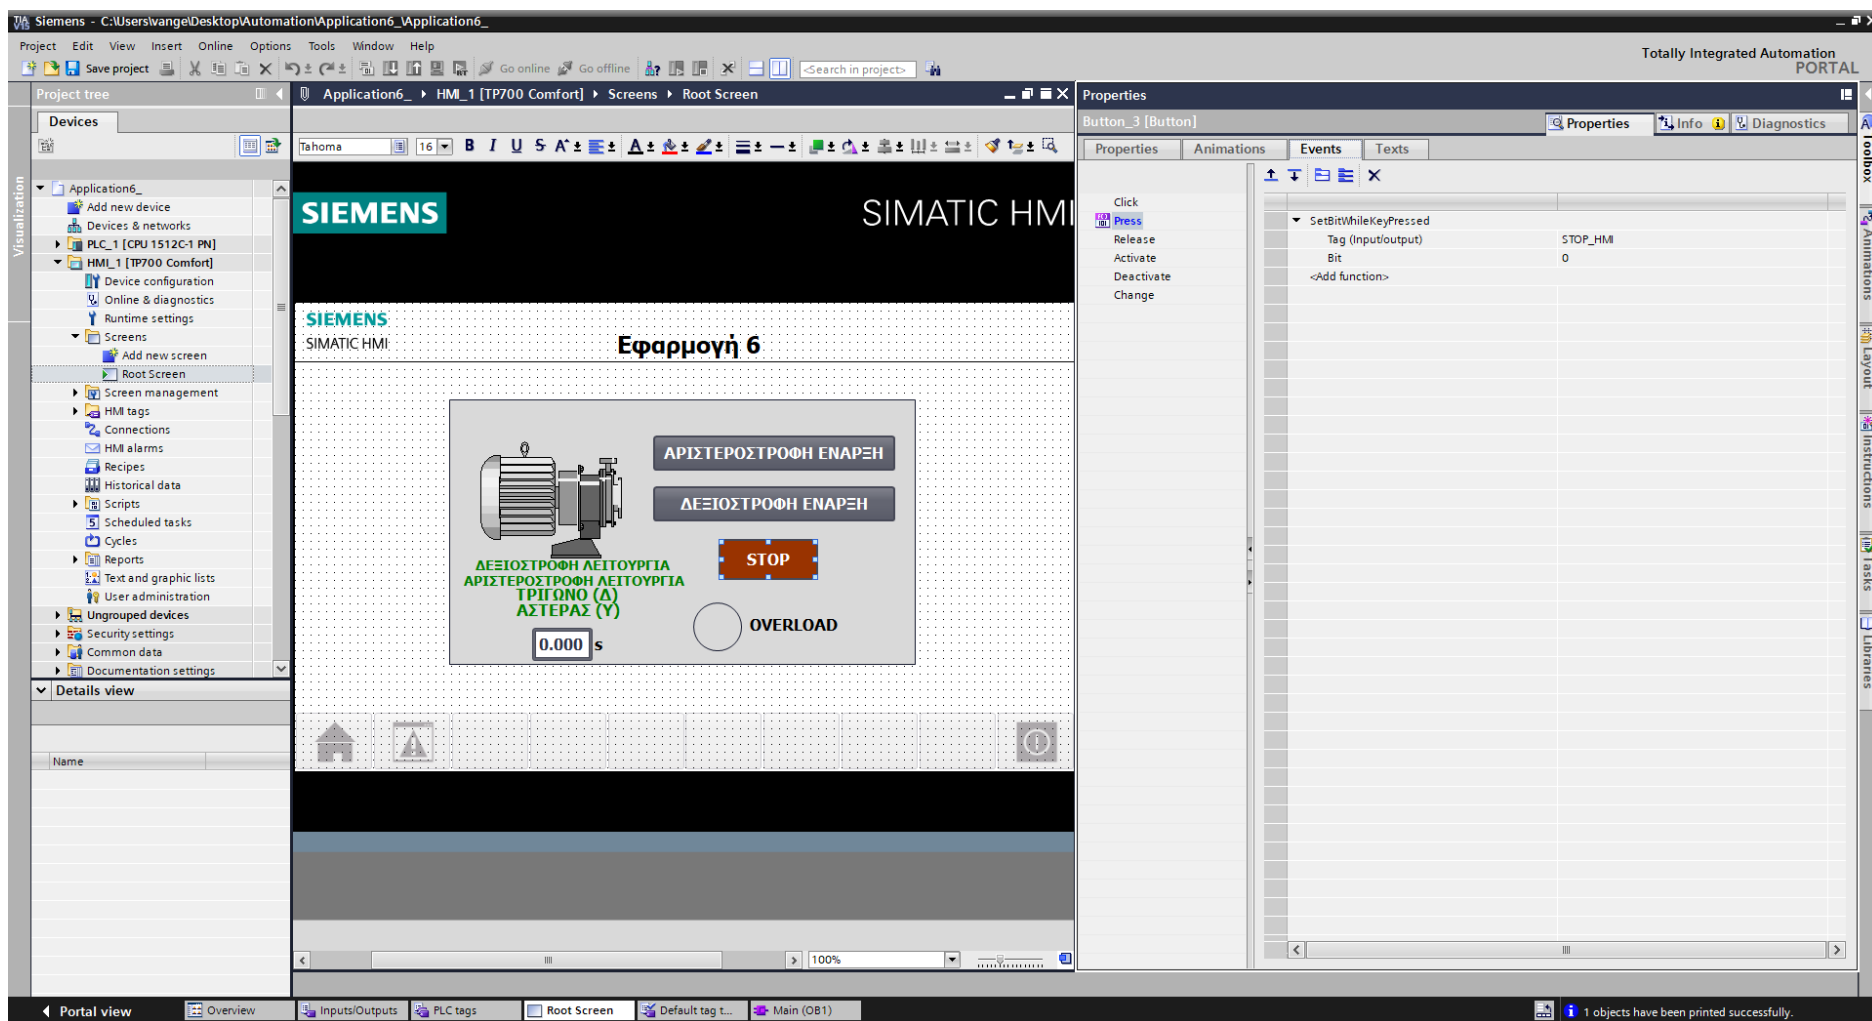 Siemens - C:\Users\vange\Desktop\Automation\Application6_\Application6_
Project Edit View Insert Online Options Tools Window Help
Totally Integrated Automation
PORTAL
Save project Go online Go offline <Search in project>
Project tree
Application6_ HMI_1 [TP700 Comfort] Screens Root Screen
Properties
Devices
Button_3 [Button]
Properties Info Diagnostics
Tahoma 16 B I U S A A
Properties Animations Events Texts
Visualization
Application6_
Add new device
Devices & networks
PLC_1 [CPU 1512C-1 PN]
HMI_1 [TP700 Comfort]
Device configuration
Online & diagnostics
Runtime settings
Screens
Add new screen
Root Screen
Screen management
HMI tags
Connections
HMI alarms
Recipes
Historical data
Scripts
Scheduled tasks
Cycles
Reports
Text and graphic lists
User administration
Ungrouped devices
Security settings
Common data
Documentation settings
Details view
Name
SIEMENS
SIMATIC HMI
SIEMENS
SIMATIC HMI
Εφαρμογή 6
ΑΡΙΣΤΕΡΟΣΤΡΟΦΗ ΕΝΑΡΞΗ
ΔΕΞΙΟΣΤΡΟΦΗ ΕΝΑΡΞΗ
STOP
ΔΕΞΙΟΣΤΡΟΦΗ ΛΕΙΤΟΥΡΓΙΑ
ΑΡΙΣΤΕΡΟΣΤΡΟΦΗ ΛΕΙΤΟΥΡΓΙΑ
ΤΡΙΓΩΝΟ (Δ)
ΑΣΤΕΡΑΣ (Υ)
OVERLOAD
0.000 s
100%
Click
Press
Release
Activate
Deactivate
Change
SetBitWhileKeyPressed
Tag (Input/output) STOP_HMI
Bit 0
<Add function>
Toolbox
Animations
Layout
Instructions
Tasks
Libraries
Portal view Overview Inputs/Outputs PLC tags Root Screen Default tag t... Main (OB1)
1 objects have been printed successfully.